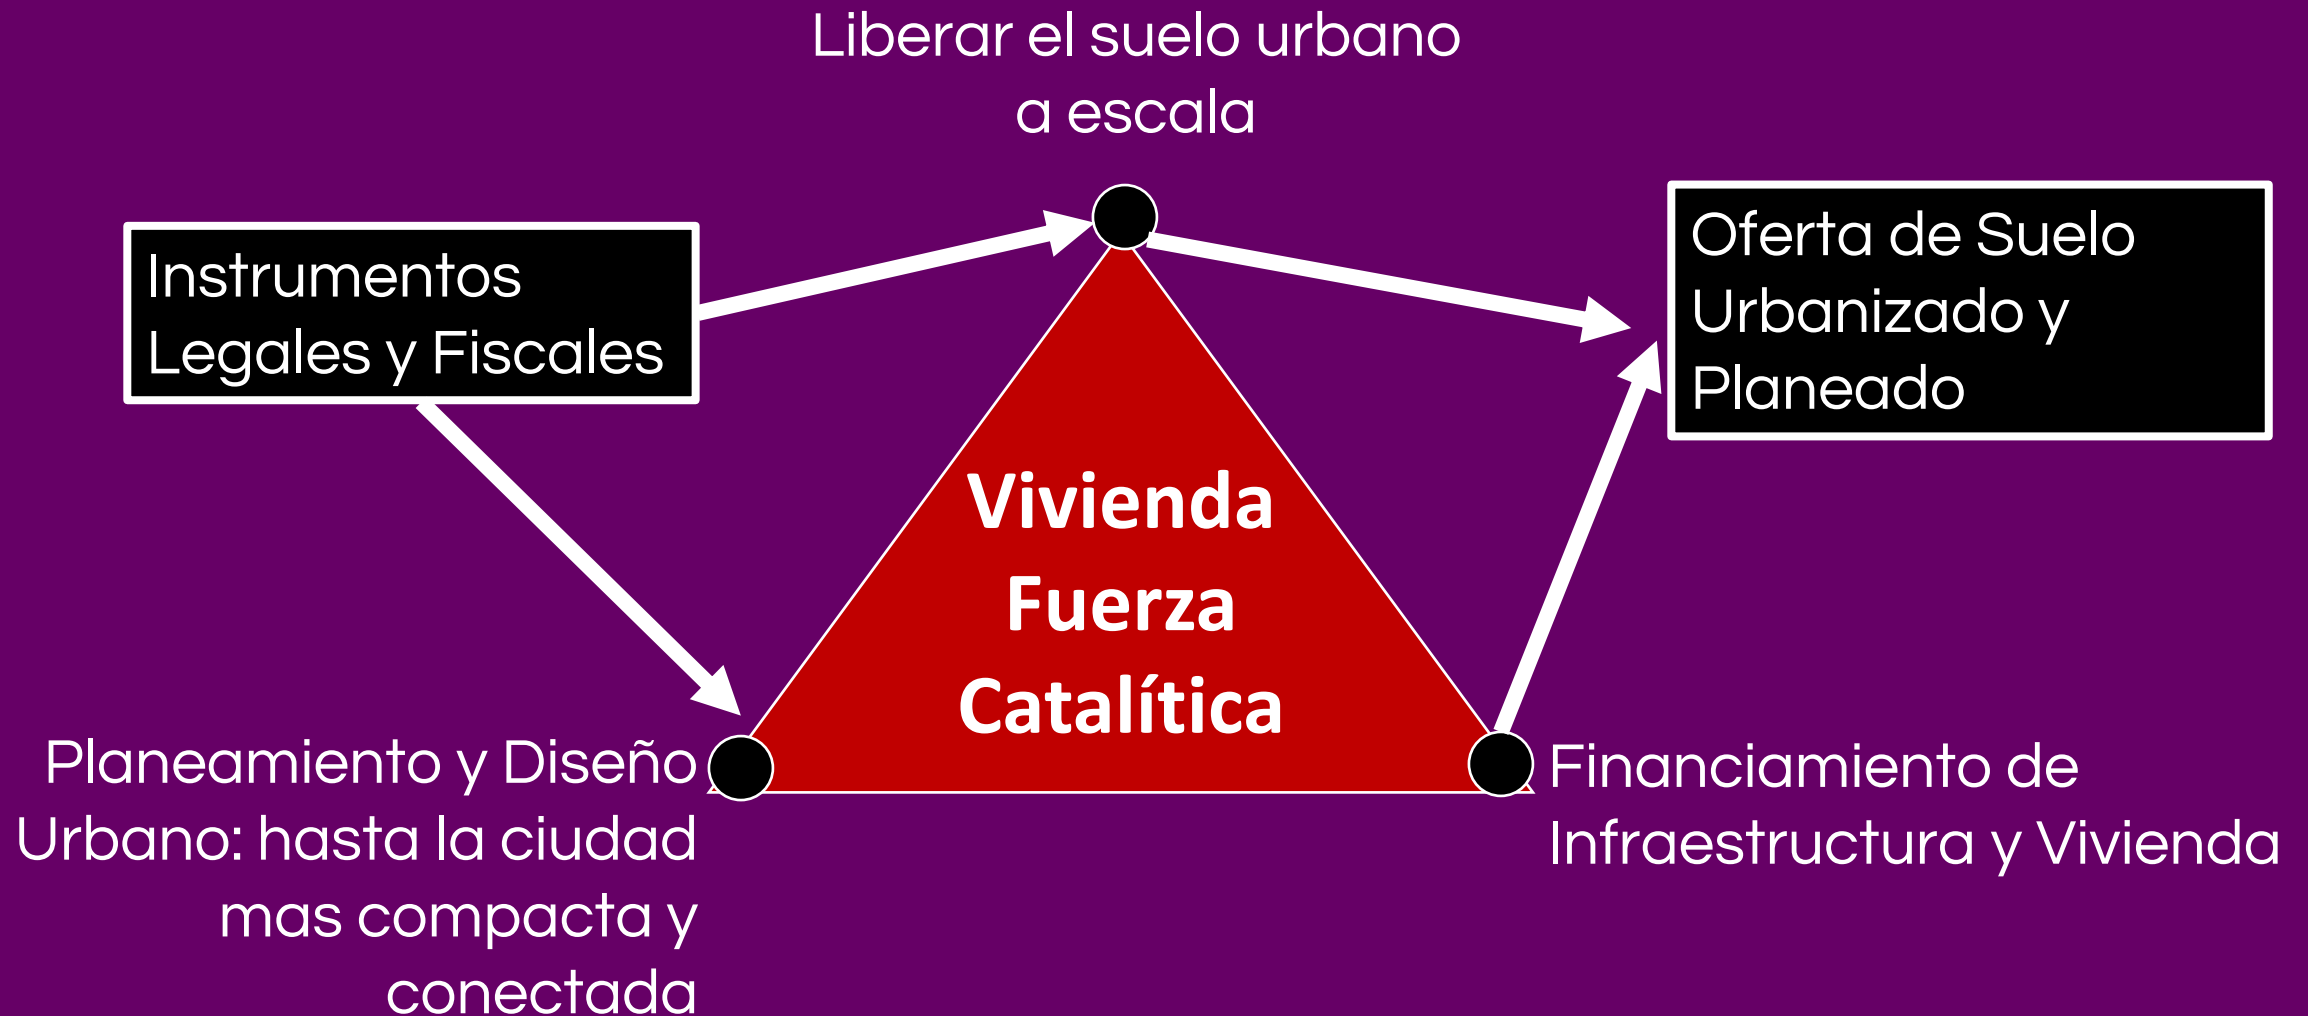 Liberar el suelo urbano
a escala
Instrumentos
Legales y Fiscales
Oferta de Suelo
Urbanizado y
Planeado
Vivienda
Fuerza
Catalítica
Planeamiento y Diseño
Urbano: hasta la ciudad
mas compacta y
conectada
Financiamiento de
Infraestructura y Vivienda